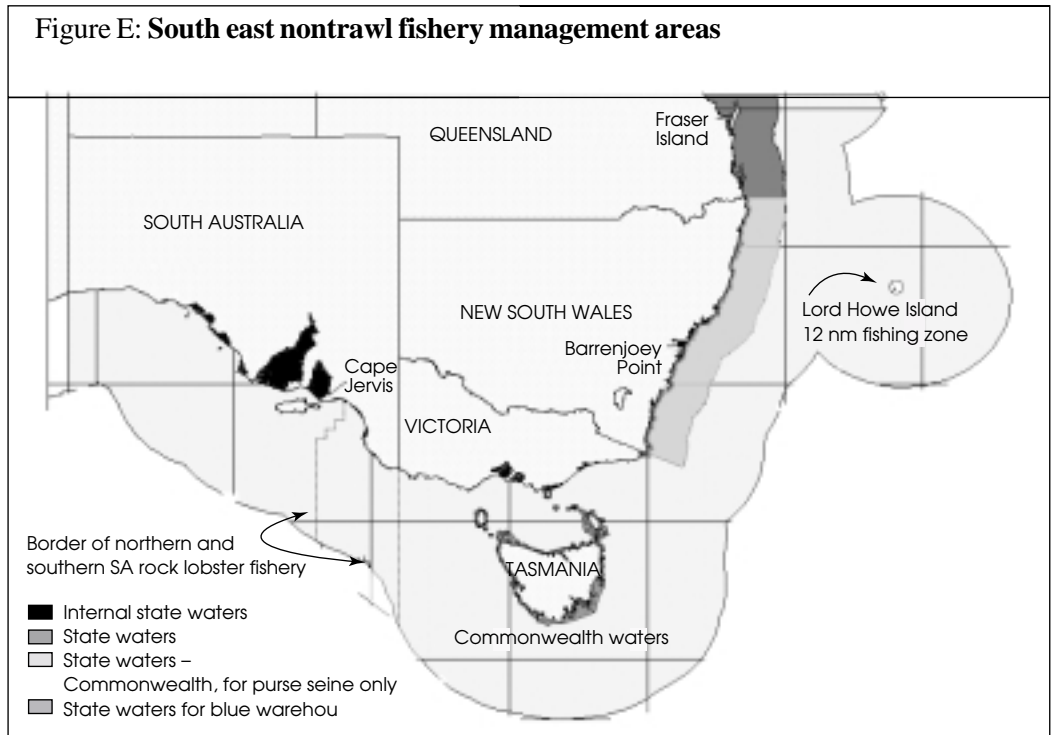 Figure E: South east nontrawl fishery management areas
Fraser
Island
QUEENSLAND
SOUTH AUSTRALIA
NEW SOUTH WALES
Lord Howe Island
12 nm fishing zone
Barrenjoey
Point
Cape
Jervis
VICTORIA
Border of northern and
southern SA rock lobster fishery
TASMANIA
Commonwealth waters
Internal state waters
State waters
State waters –
Commonwealth, for purse seine only
State waters for blue warehou